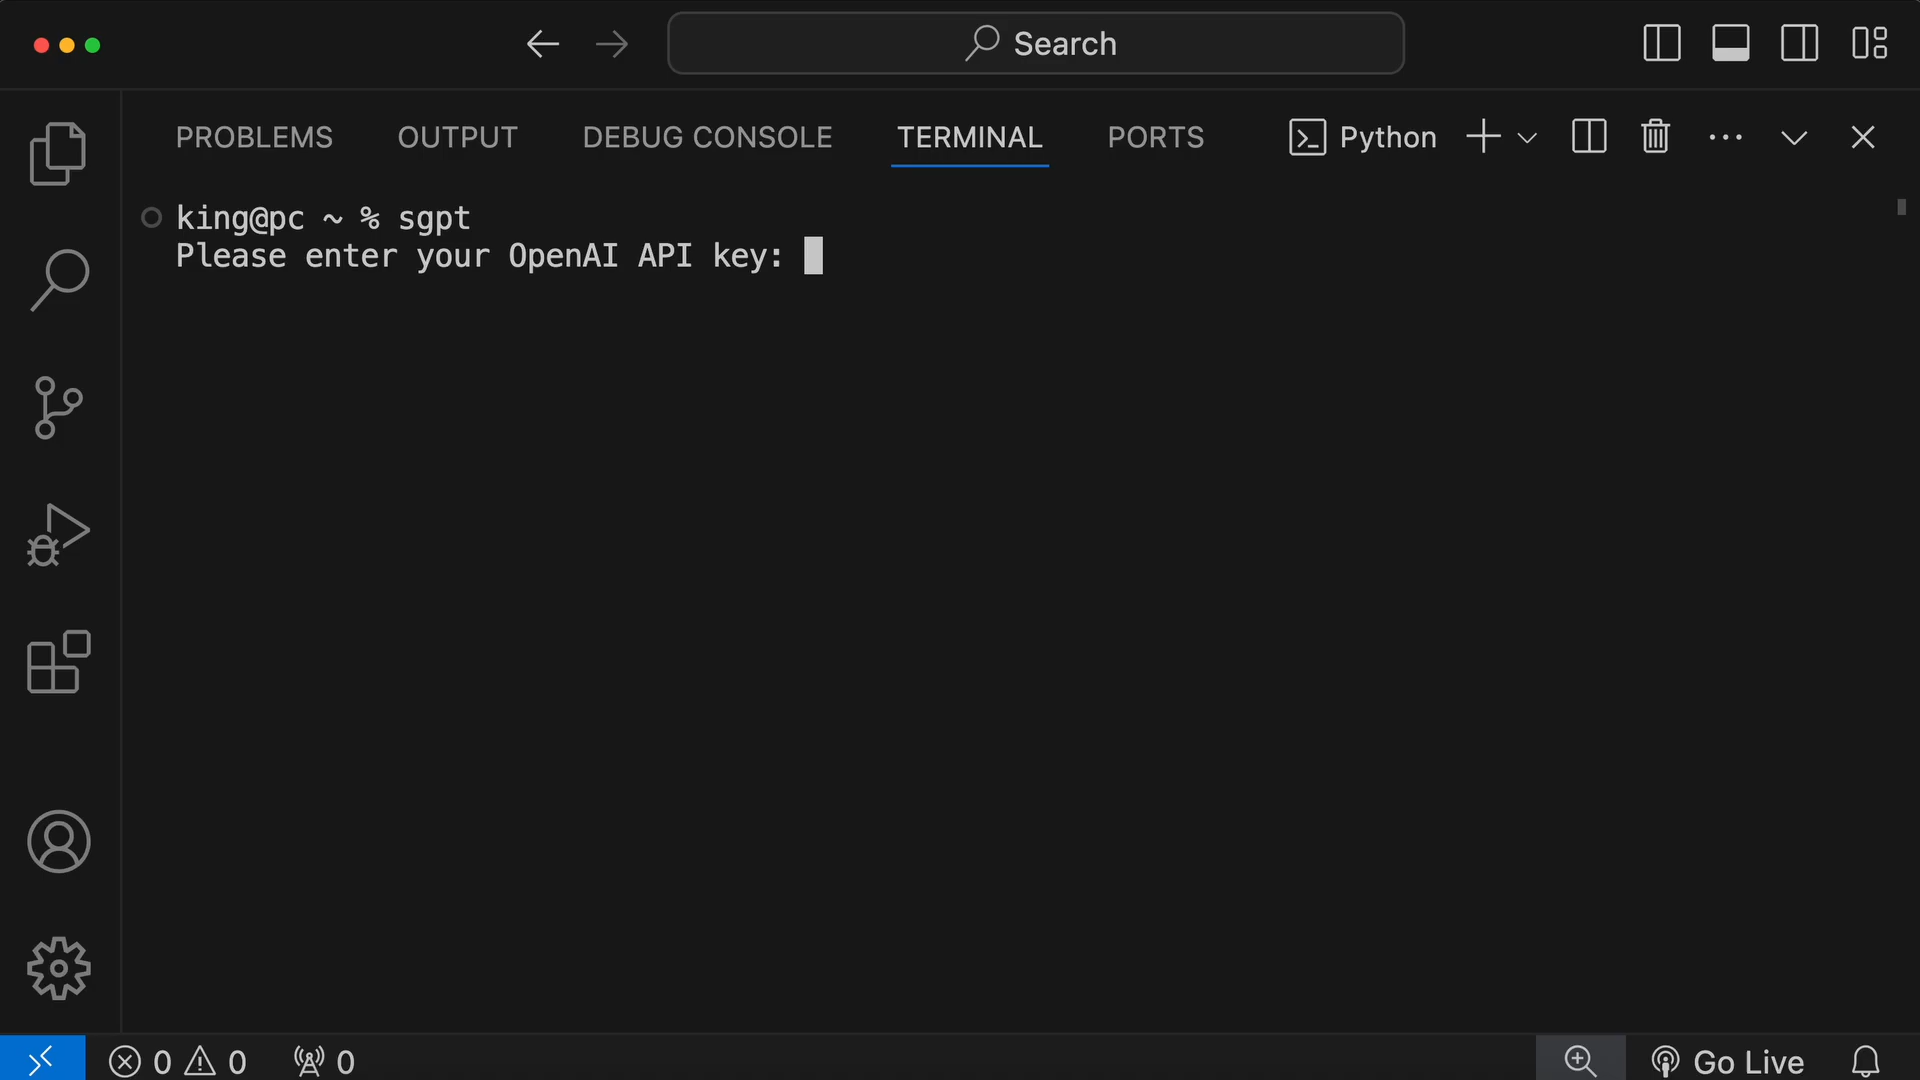 Search
PROBLEMS OUTPUT DEBUG CONSOLE TERMINAL PORTS Python
king@pc ~ % sgpt
Please enter your OpenAI API key:
0 0 0 Go Live